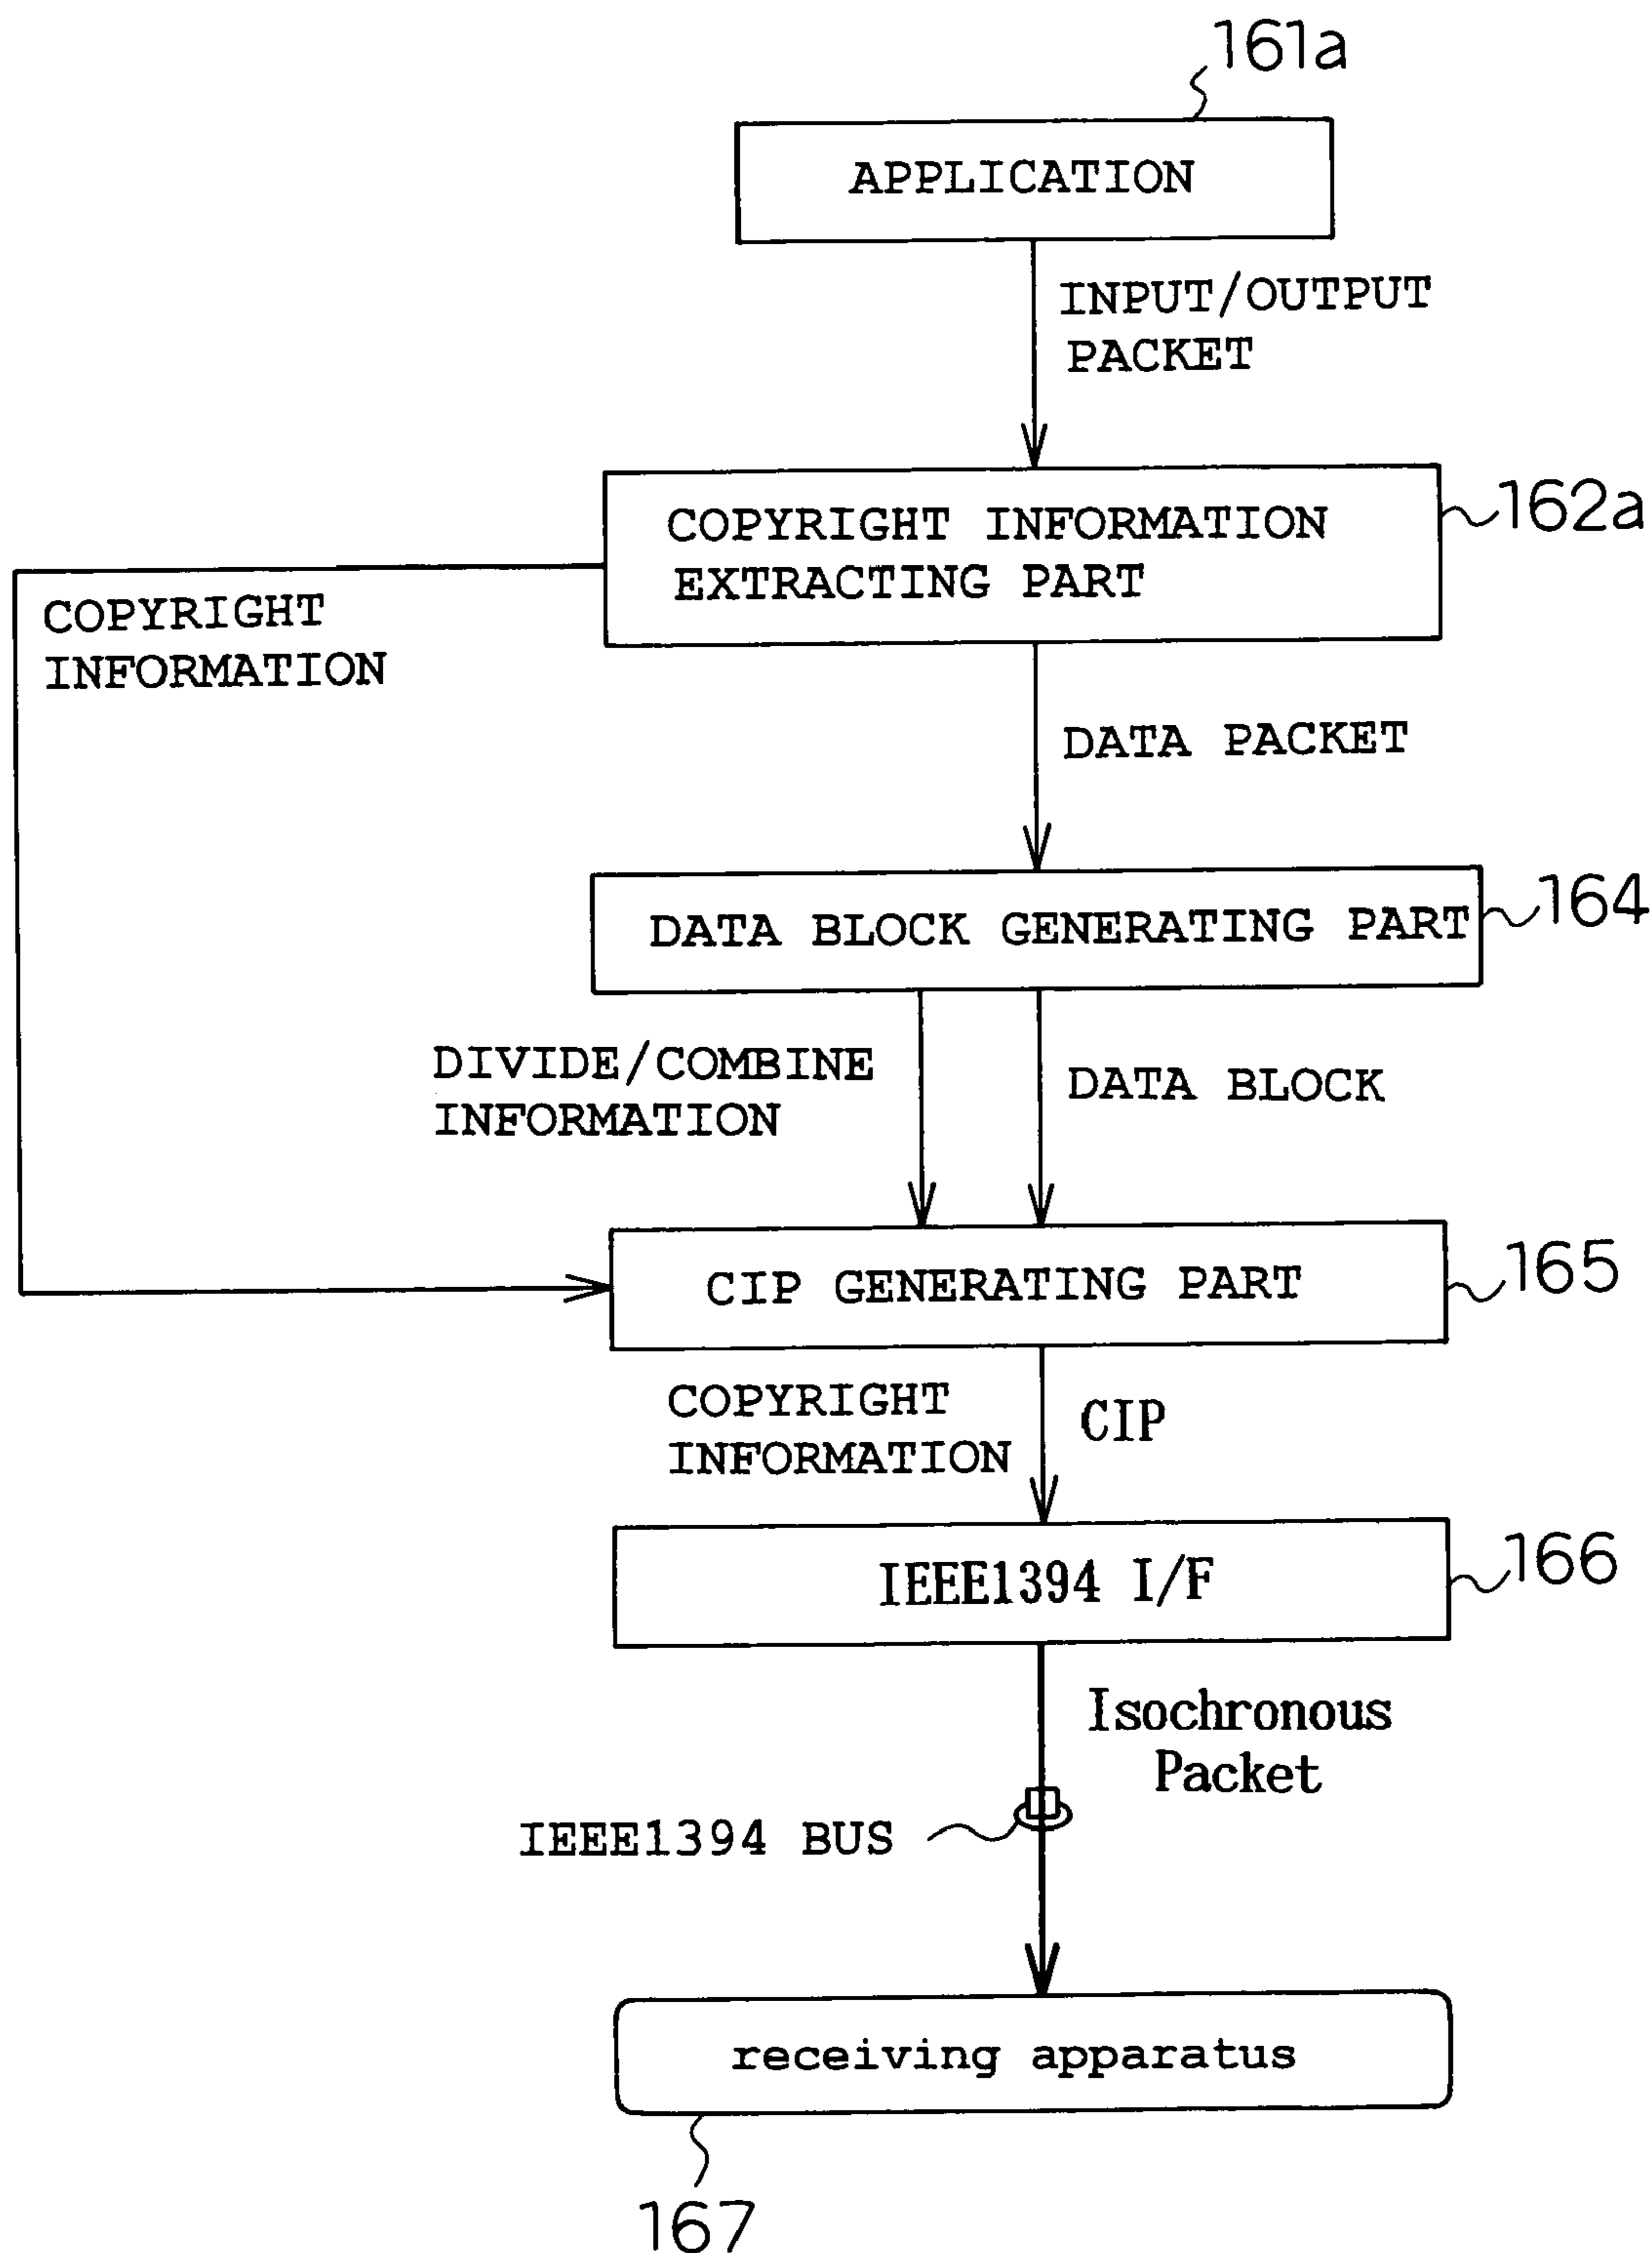 161a
APPLICATION
INPUT/OUTPUT
PACKET
COPYRIGHT INFORMATION
EXTRACTING PART
162a
COPYRIGHT
INFORMATION
DATA PACKET
DATA BLOCK GENERATING PART
164
DIVIDE/COMBINE
INFORMATION
DATA BLOCK
CIP GENERATING PART
165
COPYRIGHT
INFORMATION
CIP
IEEE1394 I/F
166
Isochronous
Packet
IEEE1394 BUS
receiving apparatus
167